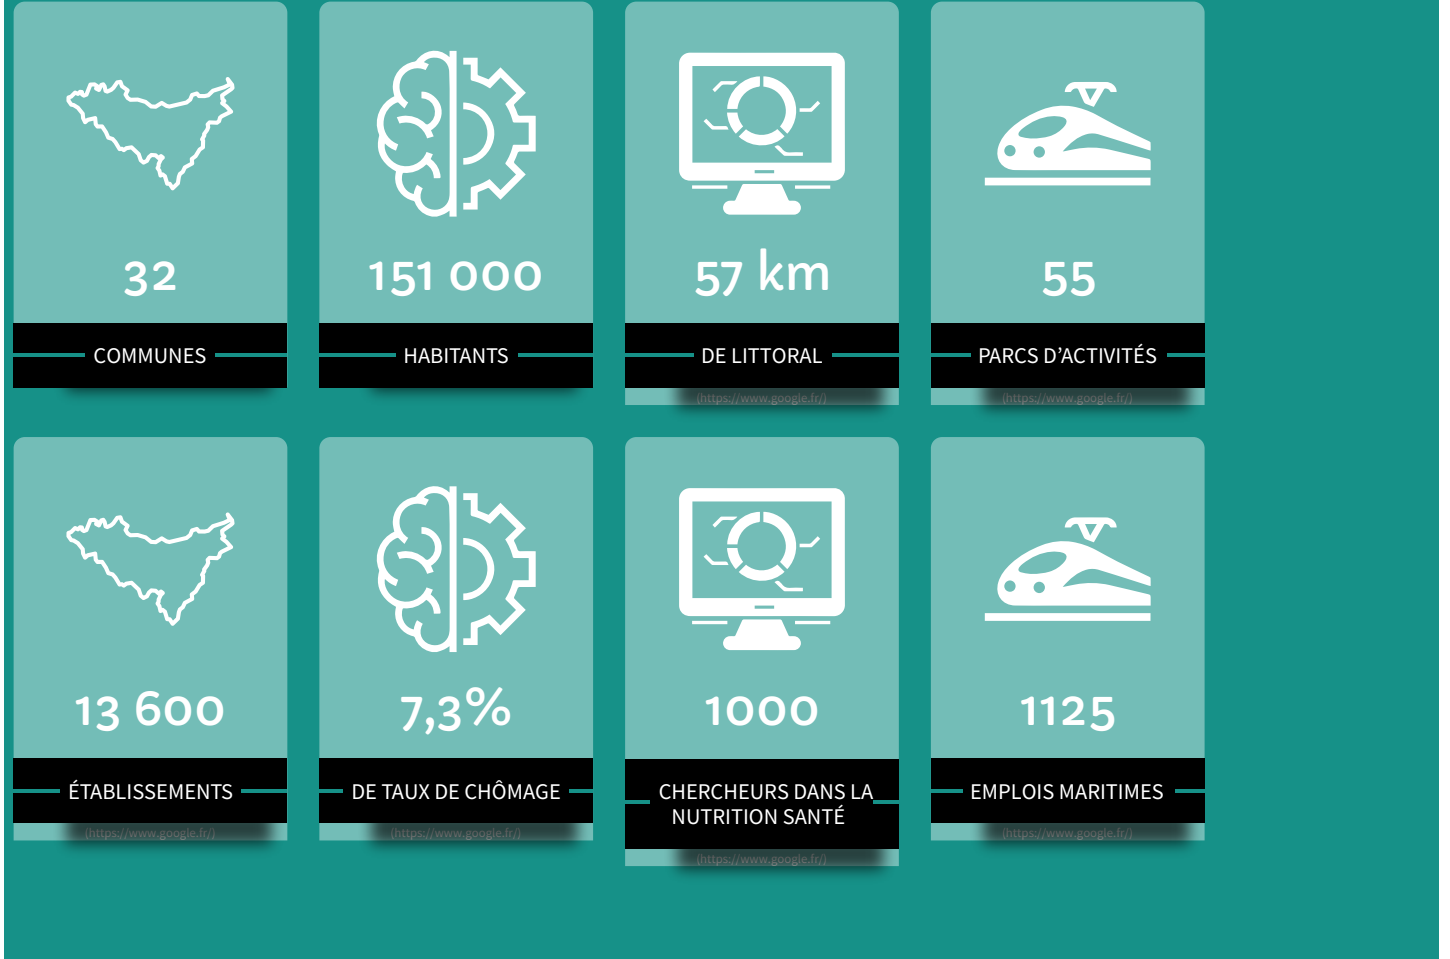 32
151 000
57 km
55
COMMUNES
HABITANTS
DE LITTORAL
PARCS D’ACTIVITÉS
(https://www.google.fr/)
(https://www.google.fr/)
13 600
7,3%
1000
1125
ÉTABLISSEMENTS
DE TAUX DE CHÔMAGE
CHERCHEURS DANS LA
NUTRITION SANTÉ
EMPLOIS MARITIMES
(https://www.google.fr/)
(https://www.google.fr/)
(https://www.google.fr/)
(https://www.google.fr/)